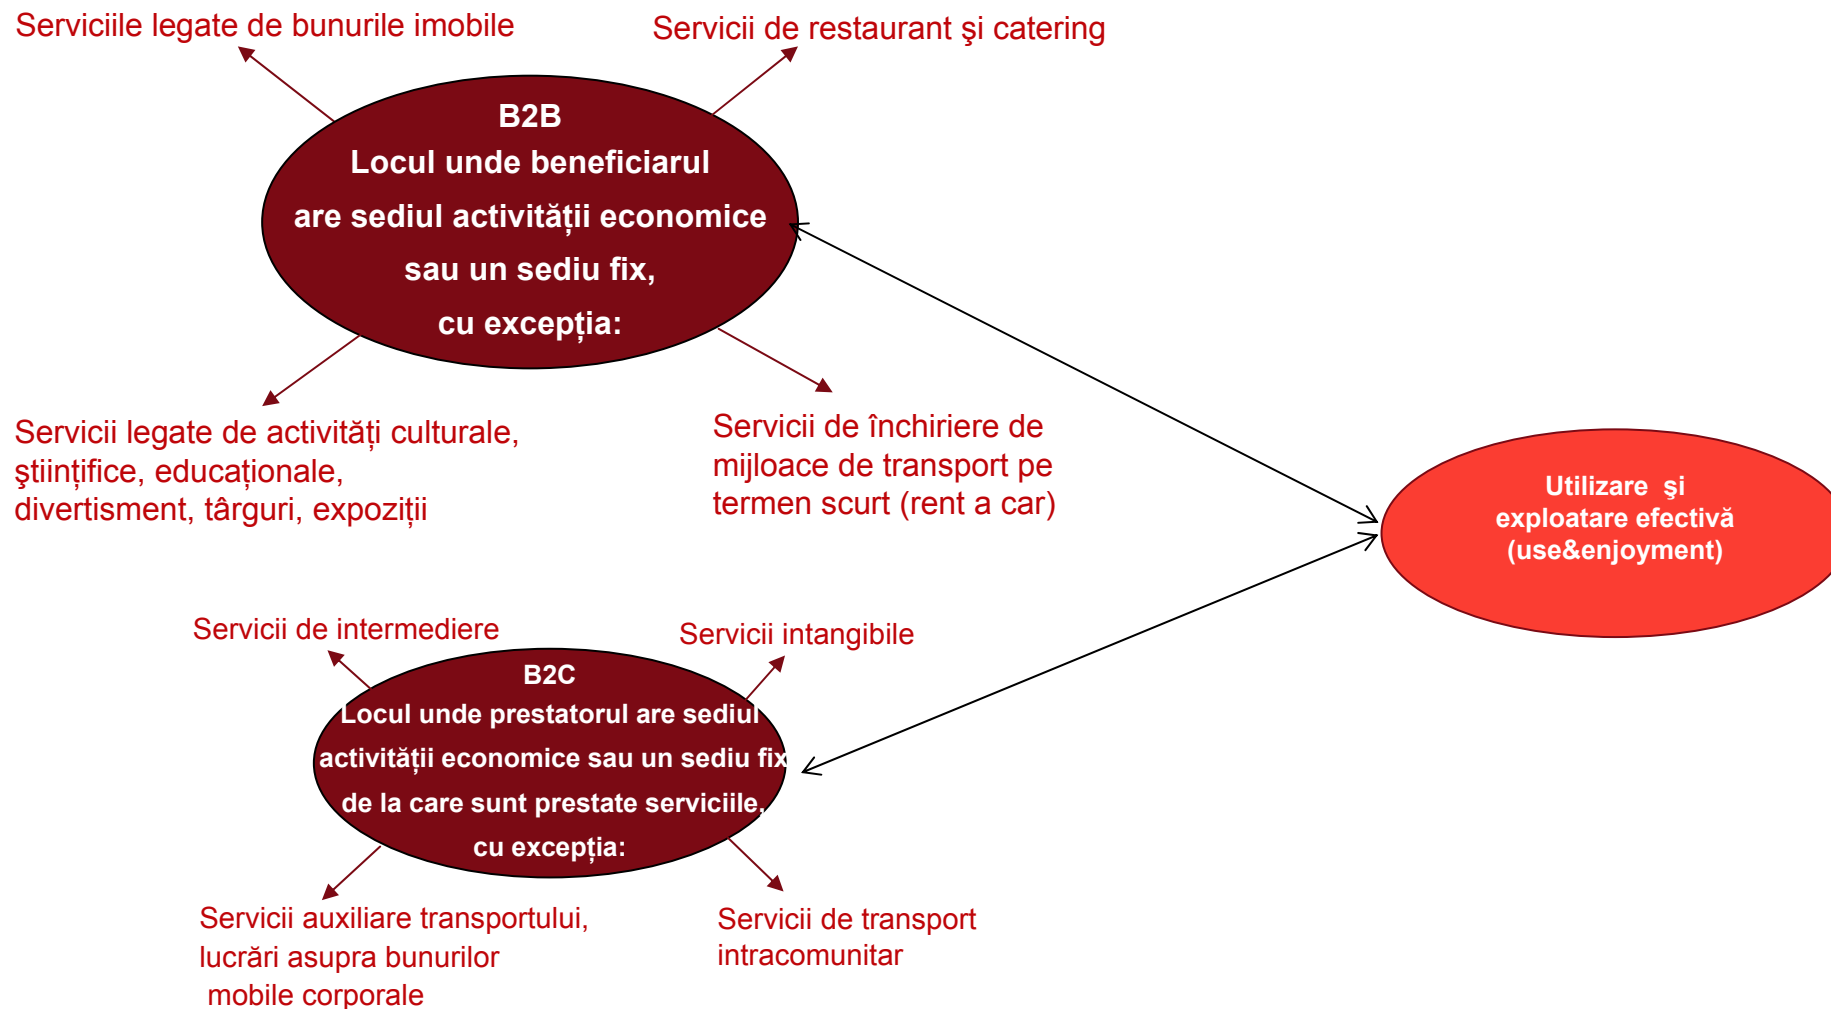 Serviciile legate de bunurile imobile
Servicii de restaurant şi catering
B2B
Locul unde beneficiarul
are sediul activității economice
sau un sediu fix,
cu excepția:
Servicii legate de activități culturale,
ştiințifice, educaționale,
divertisment, târguri, expoziții
Servicii de închiriere de
mijloace de transport pe
termen scurt (rent a car)
Utilizare şi
exploatare efectivă
(use&enjoyment)
Servicii de intermediere
Servicii intangibile
B2C
Locul unde prestatorul are sediul
activității economice sau un sediu fix
de la care sunt prestate serviciile,
cu excepția:
Servicii auxiliare transportului,
lucrări asupra bunurilor
mobile corporale
Servicii de transport
intracomunitar